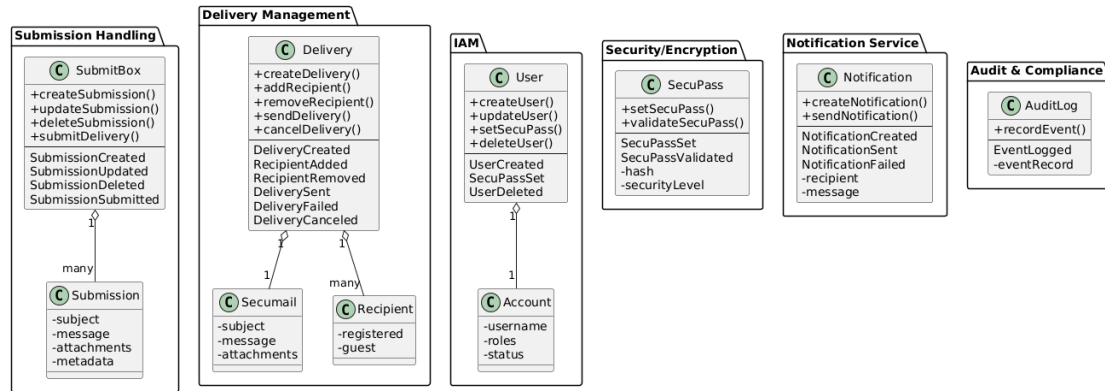 Submission Handling
C SubmitBox
+createSubmission()
+updateSubmission()
+deleteSubmission()
+submitDelivery()
SubmissionCreated
SubmissionUpdated
SubmissionDeleted
SubmissionSubmitted
1
many
C Submission
-subject
-message
-attachments
-metadata
Delivery Management
C Delivery
+createDelivery()
+addRecipient()
+removeRecipient()
+sendDelivery()
+cancelDelivery()
DeliveryCreated
RecipientAdded
RecipientRemoved
DeliverySent
DeliveryFailed
DeliveryCanceled
1
1
1
many
C Secumail
-subject
-message
-attachments
C Recipient
-registered
-guest
IAM
C User
+createUser()
+updateUser()
+setSecuPass()
+deleteUser()
UserCreated
SecuPassSet
UserDeleted
1
1
C Account
-username
-roles
-status
Security/Encryption
C SecuPass
+setSecuPass()
+validateSecuPass()
SecuPassSet
SecuPassValidated
-hash
-securityLevel
Notification Service
C Notification
+createNotification()
+sendNotification()
NotificationCreated
NotificationSent
NotificationFailed
-recipient
-message
Audit & Compliance
C AuditLog
+recordEvent()
EventLogged
-eventRecord